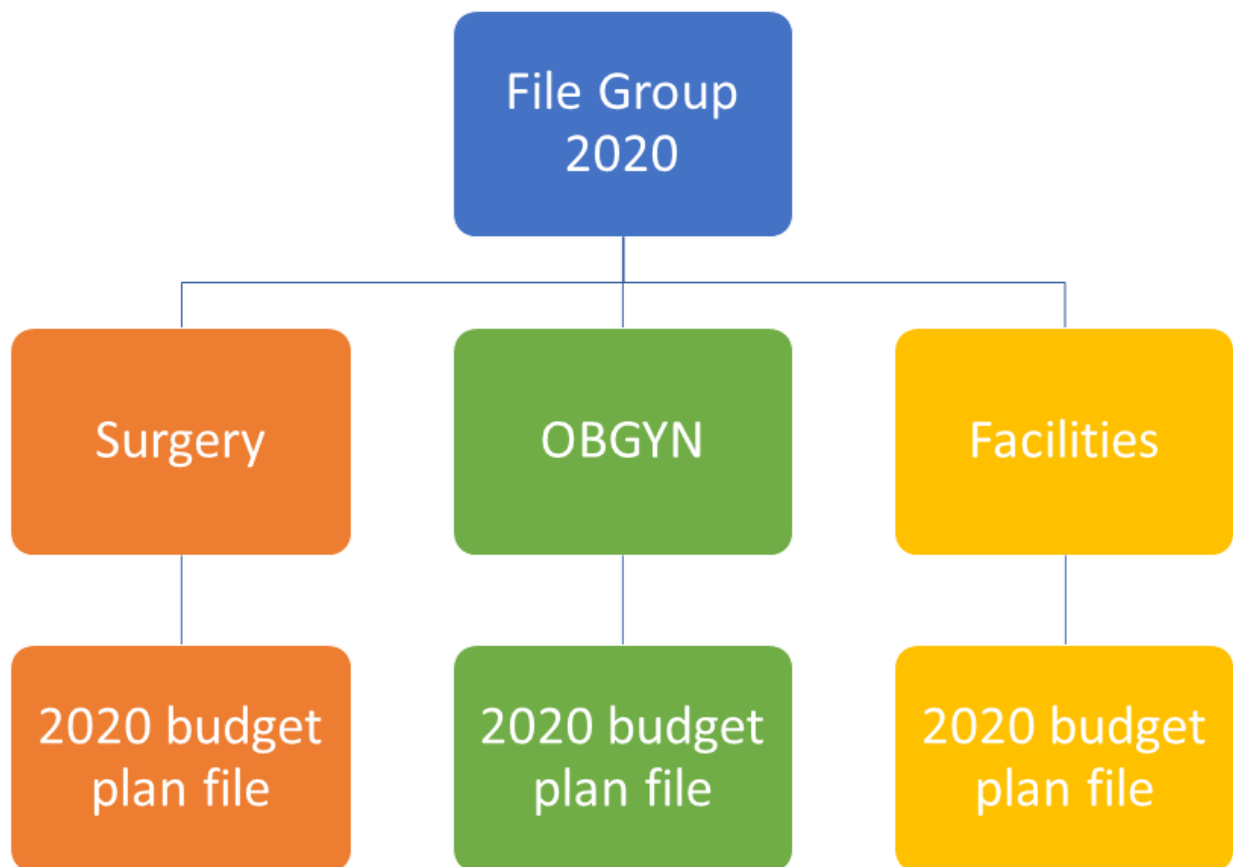 File Group
2020
Surgery
OBGYN
Facilities
2020 budget
plan file
2020 budget
plan file
2020 budget
plan file